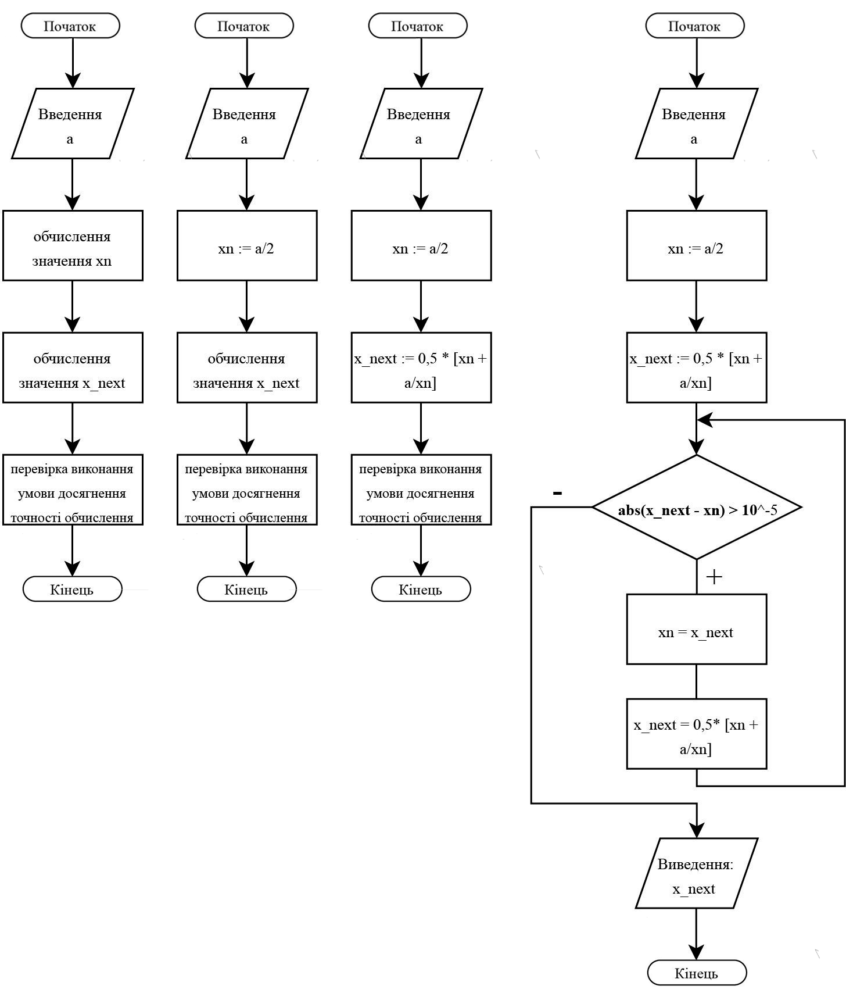 Початок
Введення
a
обчислення
значення xn
обчислення
значення x_next
перевірка виконання
умови досягнення
точності обчислення
Кінець
Початок
Введення
a
xn := a/2
обчислення
значення x_next
перевірка виконання
умови досягнення
точності обчислення
Кінець
Початок
Введення
a
xn := a/2
x_next := 0,5 * [xn +
a/xn]
перевірка виконання
умови досягнення
точності обчислення
Кінець
Початок
Введення
a
xn := a/2
x_next := 0,5 * [xn +
a/xn]
-
abs(x_next - xn) > 10^-5
+
xn = x_next
x_next = 0,5* [xn +
a/xn]
Виведення:
x_next
Кінець